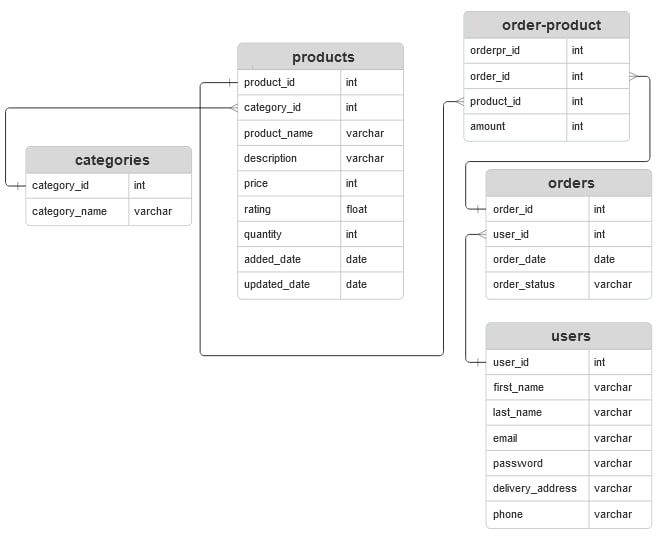 order-product
orderpr_id int
order_id int
product_id int
amount int
products
product_id int
category_id int
product_name varchar
description varchar
price int
rating float
quantity int
added_date date
updated_date date
categories
category_id int
category_name varchar
orders
order_id int
user_id int
order_date date
order_status varchar
users
user_id int
first_name varchar
last_name varchar
email varchar
password varchar
delivery_address varchar
phone varchar